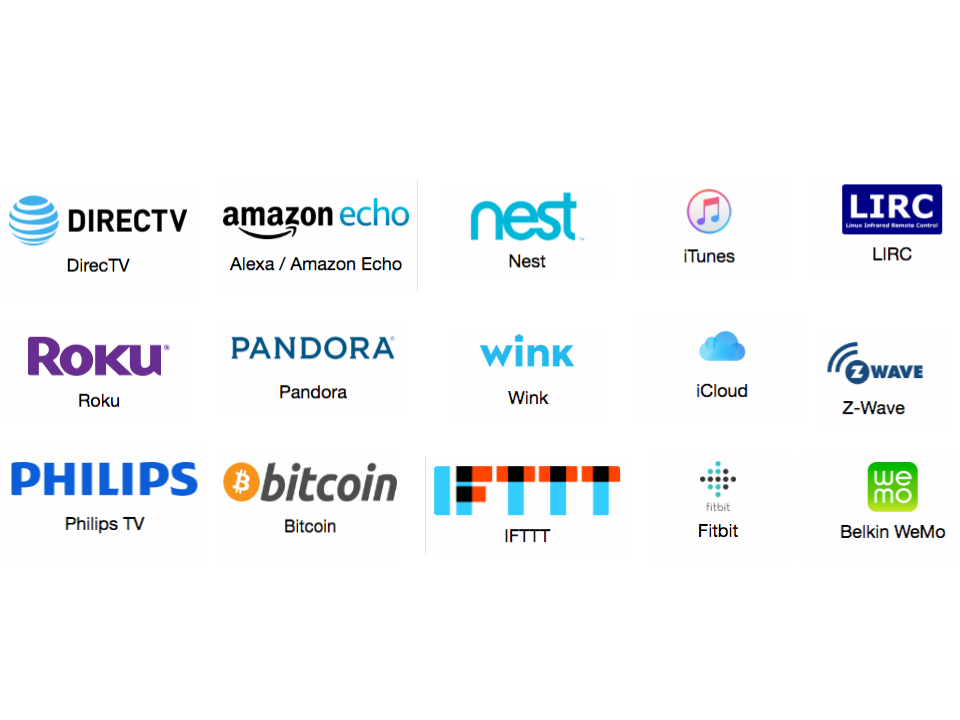 DIRECTV
DirecTV
amazon echo
Alexa / Amazon Echo
nest™
Nest
iTunes
LIRC
Linux Infrared Remote Control
LIRC
ROKU®
Roku
PANDORA®
Pandora
wink
Wink
iCloud
Z WAVE
Z-Wave
PHILIPS
Philips TV
bitcoin
Bitcoin
IFTTT
IFTTT
fitbit
Fitbit
we
mo
Belkin WeMo